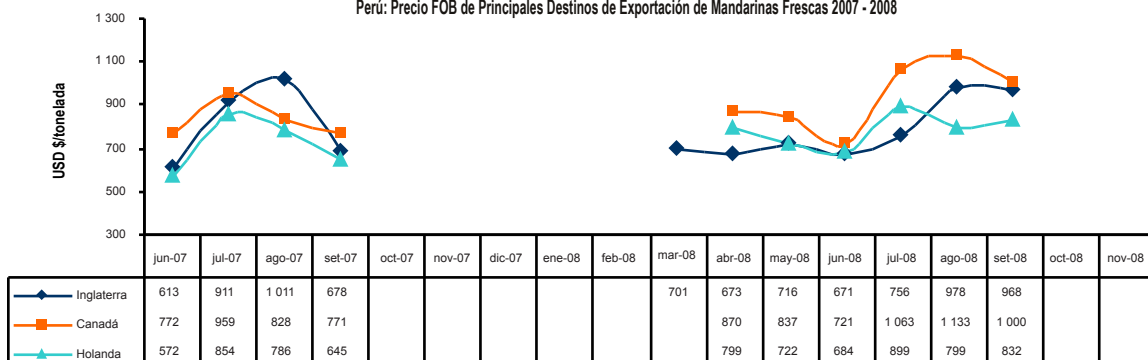 Perú: Precio FOB de Principales Destinos de Exportación de Mandarinas Frescas 2007 - 2008
USD $/tonelada
1 300
1 100
900
700
500
300
jun-07 jul-07 ago-07 set-07 oct-07 nov-07 dic-07 ene-08 feb-08 mar-08 abr-08 may-08 jun-08 jul-08 ago-08 set-08 oct-08 nov-08
Inglaterra 613 911 1 011 678 701 673 716 671 756 978 968
Canadá 772 959 828 771 870 837 721 1 063 1 133 1 000
Holanda 572 854 786 645 799 722 684 899 799 832